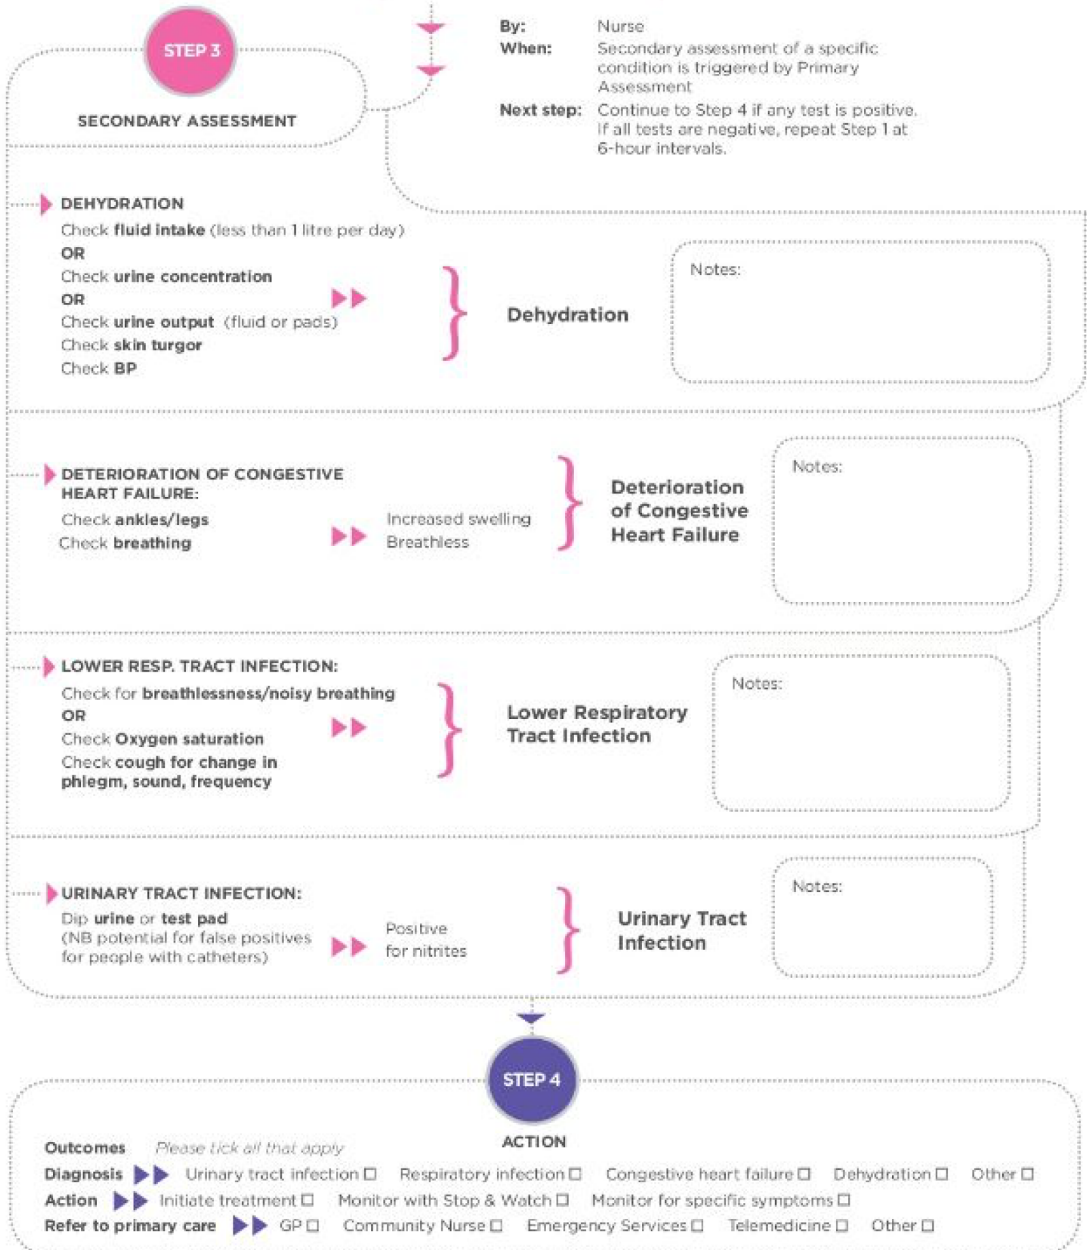 STEP 3
SECONDARY ASSESSMENT
By: Nurse
When: Secondary assessment of a specific
condition is triggered by Primary
Assessment
Next step: Continue to Step 4 if any test is positive.
If all tests are negative, repeat Step 1 at
6-hour intervals.
DEHYDRATION
Check fluid intake (less than 1 litre per day)
OR
Check urine concentration
OR
Check urine output (fluid or pads)
Check skin turgor
Check BP
Dehydration
Notes:
DETERIORATION OF CONGESTIVE
HEART FAILURE:
Check ankles/legs
Check breathing
Increased swelling
Breathless
Deterioration
of Congestive
Heart Failure
Notes:
LOWER RESP. TRACT INFECTION:
Check for breathlessness/noisy breathing
OR
Check Oxygen saturation
Check cough for change in
phlegm, sound, frequency
Lower Respiratory
Tract Infection
Notes:
URINARY TRACT INFECTION:
Dip urine or test pad
(NB potential for false positives
for people with catheters)
Positive
for nitrites
Urinary Tract
Infection
Notes:
STEP 4
ACTION
Outcomes Please tick all that apply
Diagnosis Urinary tract infection ☐ Respiratory infection ☐ Congestive heart failure ☐ Dehydration ☐ Other ☐
Action Initiate treatment ☐ Monitor with Stop & Watch ☐ Monitor for specific symptoms ☐
Refer to primary care GP ☐ Community Nurse ☐ Emergency Services ☐ Telemedicine ☐ Other ☐